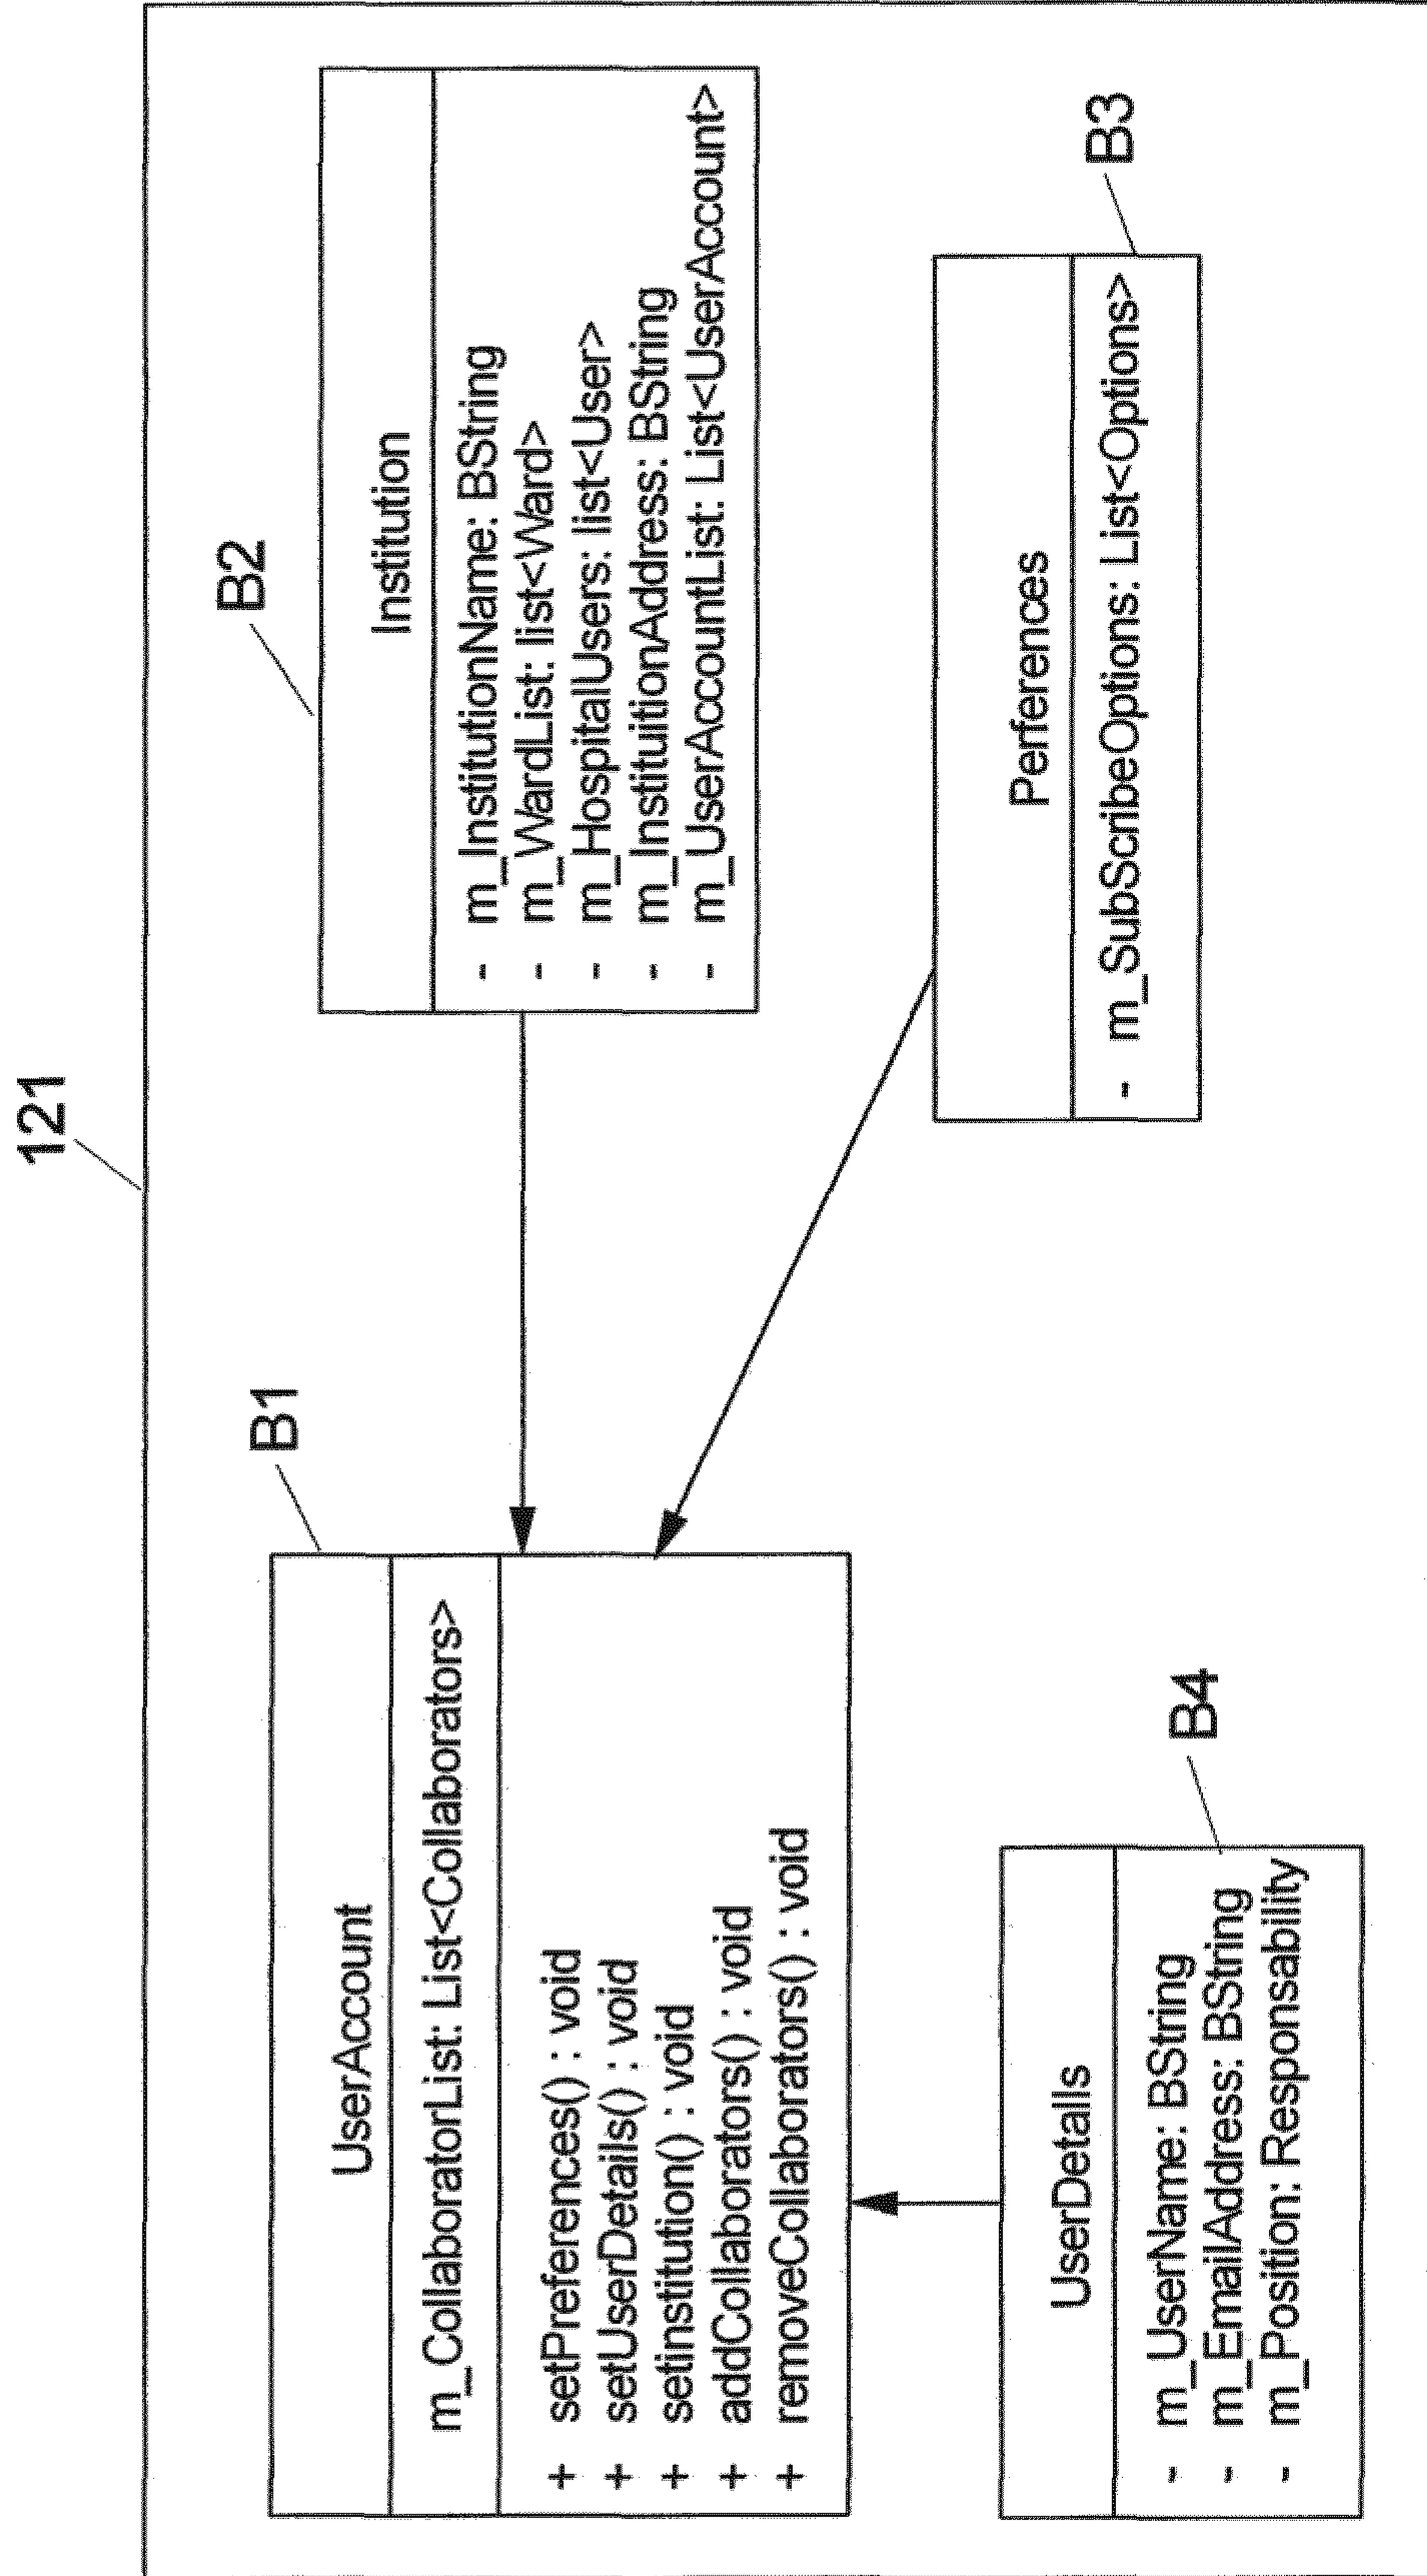 121
B1
UserAccount
m_CollaboratorList: List<Collaborators>
+ setPreferences() : void
+ setUserDetails() : void
+ setinstitution() : void
+ addCollaborators() : void
+ removeCollaborators() : void
B2
Institution
- m_InstitutionName: BString
- m_WardList: list<Ward>
- m_HospitalUsers: list<User>
- m_InstituitionAddress: BString
- m_UserAccountList: List<UserAccount>
B4
UserDetails
- m_UserName: BString
- m_EmailAddress: BString
- m_Position: Responsability
B3
Perferences
- m_SubScribeOptions: List<Options>